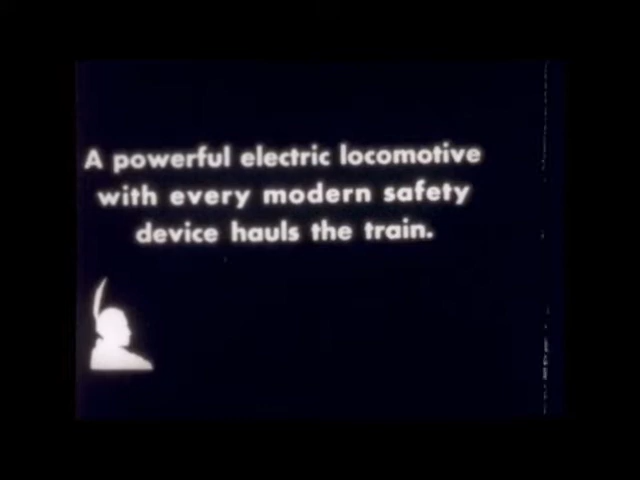 A powerful electric locomotive
with every modern safety
device hauls the train.